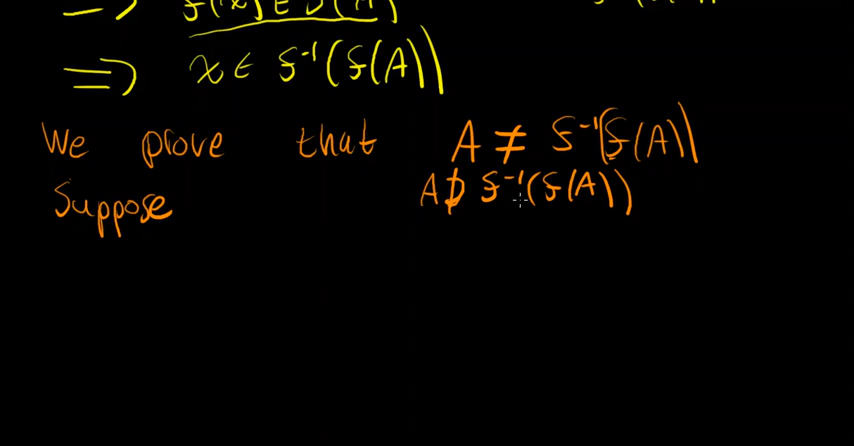 => f(x) ∈ f(A)
=> x ∈ f⁻¹(f(A))
We prove that A ≠ f⁻¹(f(A))
Suppose A ⊅ f⁻¹(f(A))